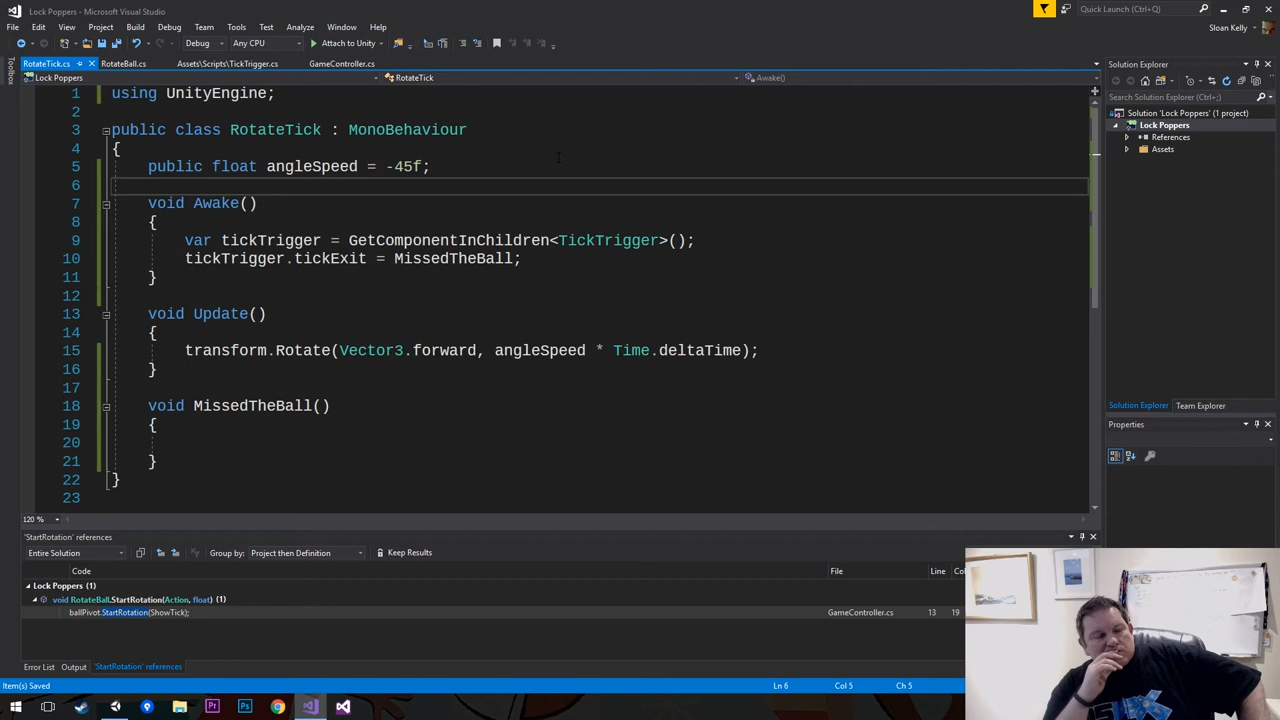 Lock Poppers - Microsoft Visual Studio
Quick Launch (Ctrl+Q)
File Edit View Project Build Debug Team Tools Test Analyze Window Help
Sloan Kelly
Debug Any CPU Attach to Unity
RotateTick.cs RotateBall.cs Assets\Scripts\TickTrigger.cs GameController.cs
Lock Poppers RotateTick Awake()
Toolbox
1 using UnityEngine;
2
3 public class RotateTick : MonoBehaviour
4 {
5 public float angleSpeed = -45f;
6
7 void Awake()
8 {
9 var tickTrigger = GetComponentInChildren<TickTrigger>();
10 tickTrigger.tickExit = MissedTheBall;
11 }
12
13 void Update()
14 {
15 transform.Rotate(Vector3.forward, angleSpeed * Time.deltaTime);
16 }
17
18 void MissedTheBall()
19 {
20
21 }
22 }
23
120 %
Solution Explorer
Search Solution Explorer (Ctrl+;)
Solution 'Lock Poppers' (1 project)
Lock Poppers
References
Assets
Solution Explorer Team Explorer
Properties
'StartRotation' references
Entire Solution Group by: Project then Definition Keep Results
Code File Line Col
Lock Poppers (1)
void RotateBall.StartRotation(Action, float) (1)
ballPivot.StartRotation(ShowTick); GameController.cs 13 19
Error List Output 'StartRotation' references
Item(s) Saved Ln 6 Col 5 Ch 5